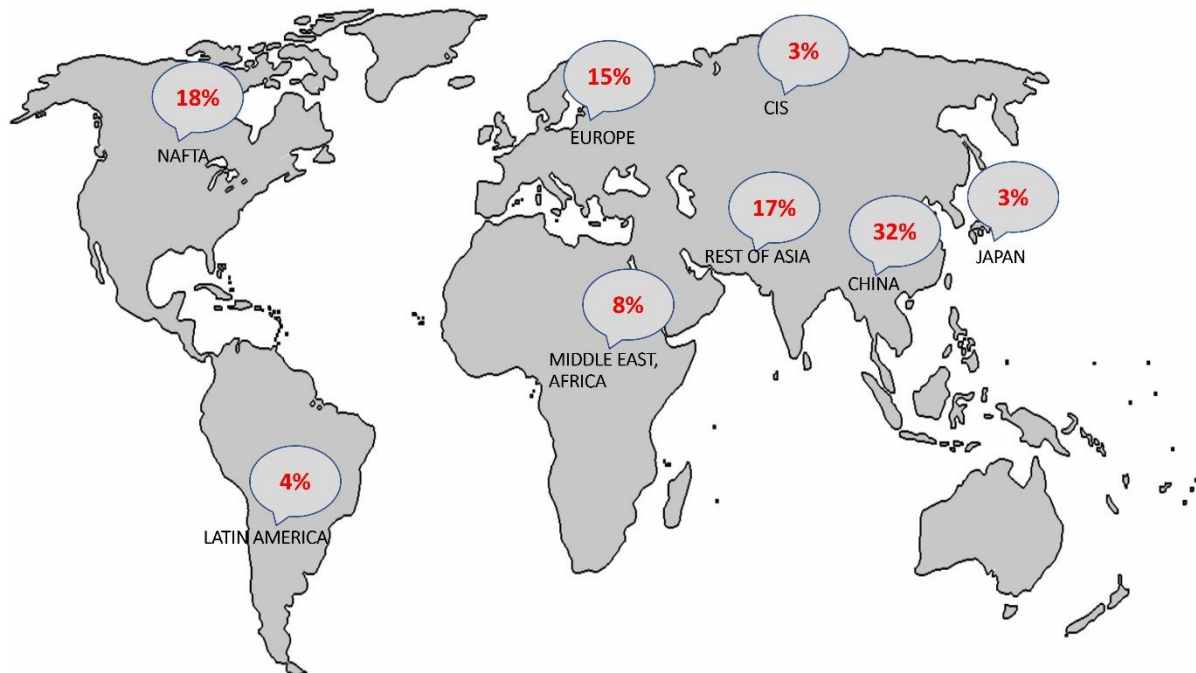 3%
CIS
15%
EUROPE
18%
NAFTA
17%
REST OF ASIA
32%
CHINA
3%
JAPAN
8%
MIDDLE EAST,
AFRICA
4%
LATIN AMERICA